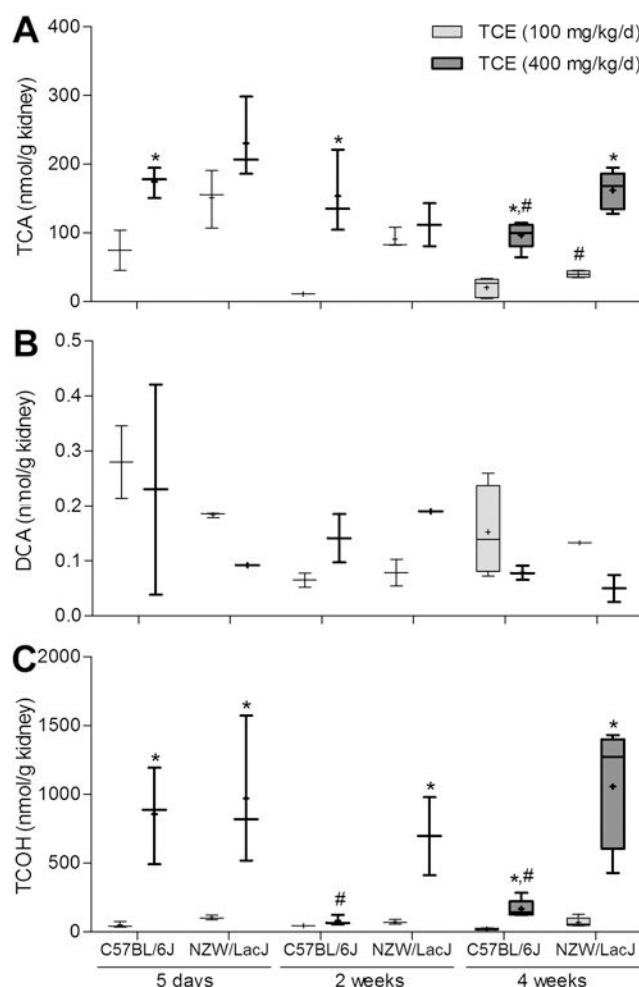 A
TCE (100 mg/kg/d)
TCE (400 mg/kg/d)
TCA (nmol/g kidney)
400
300
200
100
0
* * *,# # *
B
DCA (nmol/g kidney)
0.5
0.4
0.3
0.2
0.1
0.0
C
TCOH (nmol/g kidney)
2000
1500
1000
500
0
* * # * *,# *
C57BL/6J NZW/LacJ C57BL/6J NZW/LacJ C57BL/6J NZW/LacJ
5 days 2 weeks 4 weeks